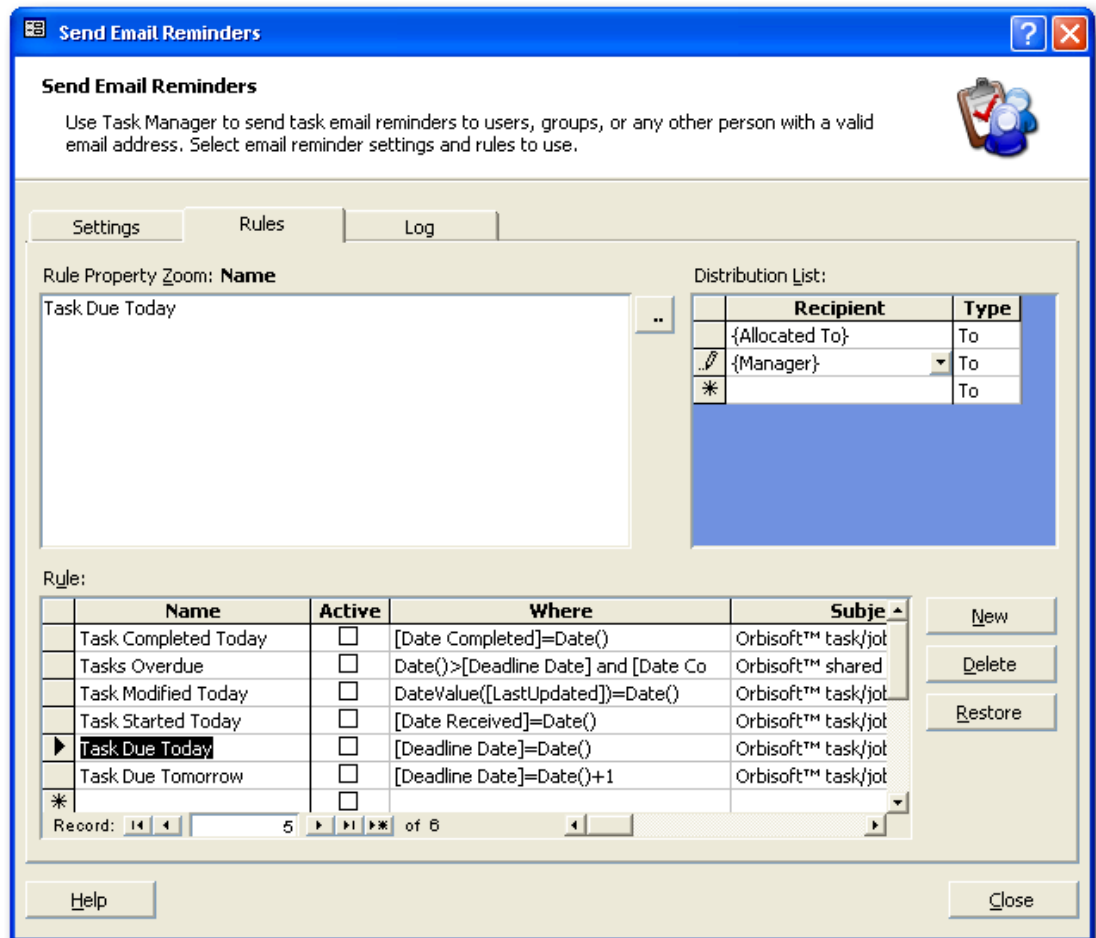 Send Email Reminders
Send Email Reminders
Use Task Manager to send task email reminders to users, groups, or any other person with a valid
email address. Select email reminder settings and rules to use.
Settings Rules Log
Rule Property Zoom: Name
Task Due Today
..
Distribution List:
Recipient Type
{Allocated To} To
{Manager} To
To
Rule:
Name Active Where Subje
Task Completed Today [Date Completed]=Date() Orbisoft™ task/job
Tasks Overdue Date()>[Deadline Date] and [Date Co Orbisoft™ shared
Task Modified Today DateValue([LastUpdated])=Date() Orbisoft™ task/job
Task Started Today [Date Received]=Date() Orbisoft™ task/job
Task Due Today [Deadline Date]=Date() Orbisoft™ task/job
Task Due Tomorrow [Deadline Date]=Date()+1 Orbisoft™ task/job
Record: 5 of 6
New
Delete
Restore
Help
Close